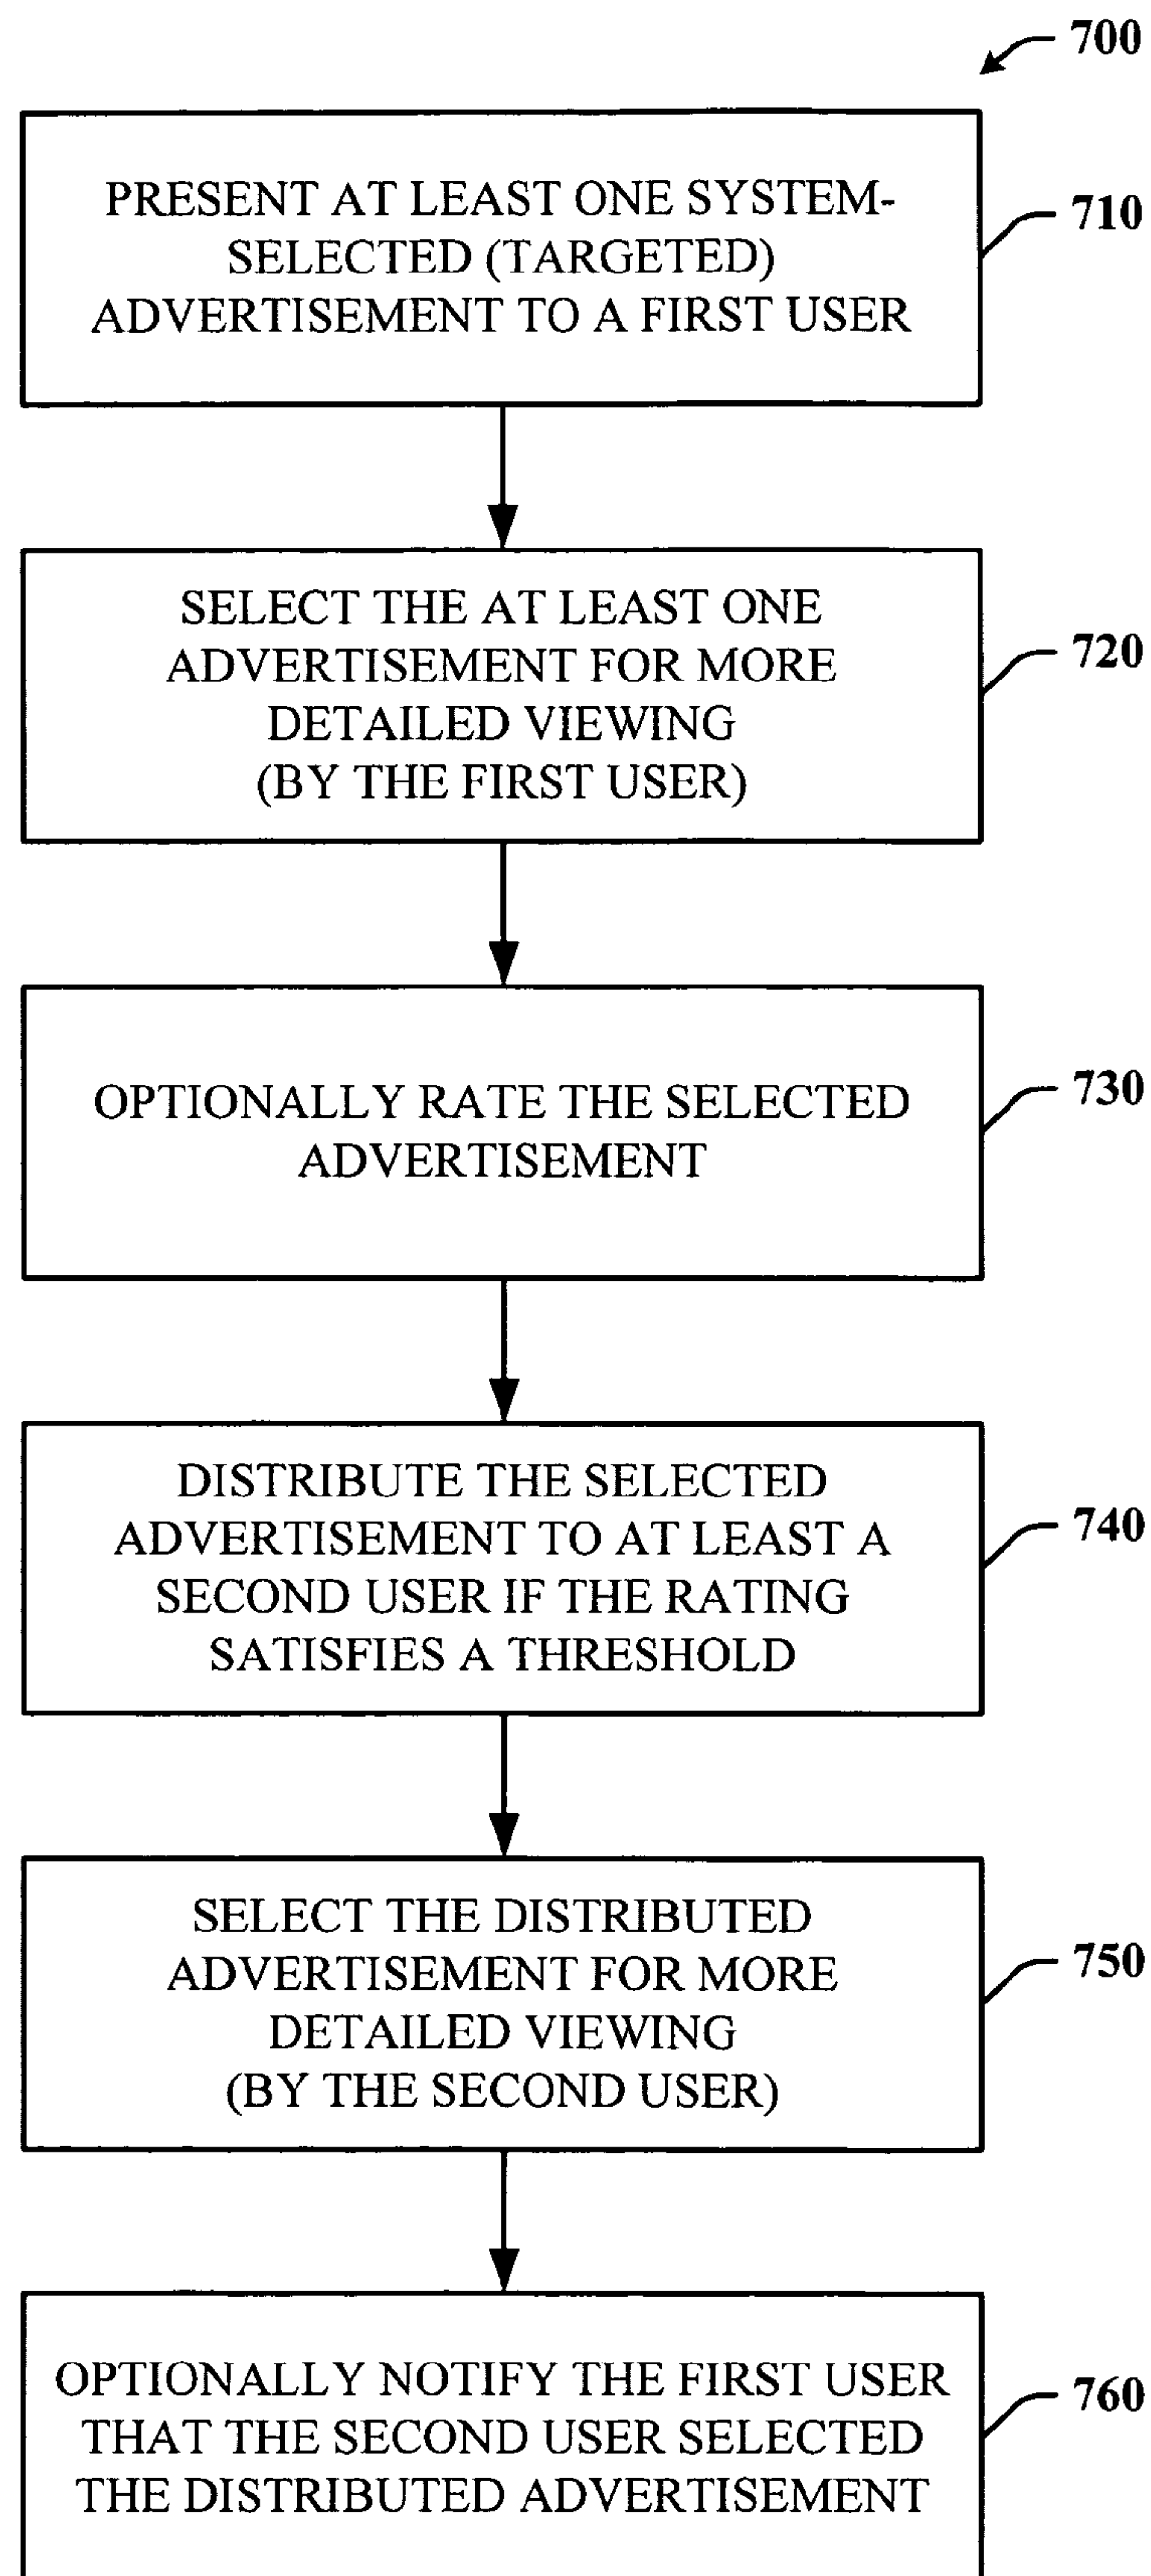 700
PRESENT AT LEAST ONE SYSTEM-
SELECTED (TARGETED)
ADVERTISEMENT TO A FIRST USER
710
SELECT THE AT LEAST ONE
ADVERTISEMENT FOR MORE
DETAILED VIEWING
(BY THE FIRST USER)
720
OPTIONALLY RATE THE SELECTED
ADVERTISEMENT
730
DISTRIBUTE THE SELECTED
ADVERTISEMENT TO AT LEAST A
SECOND USER IF THE RATING
SATISFIES A THRESHOLD
740
SELECT THE DISTRIBUTED
ADVERTISEMENT FOR MORE
DETAILED VIEWING
(BY THE SECOND USER)
750
OPTIONALLY NOTIFY THE FIRST USER
THAT THE SECOND USER SELECTED
THE DISTRIBUTED ADVERTISEMENT
760